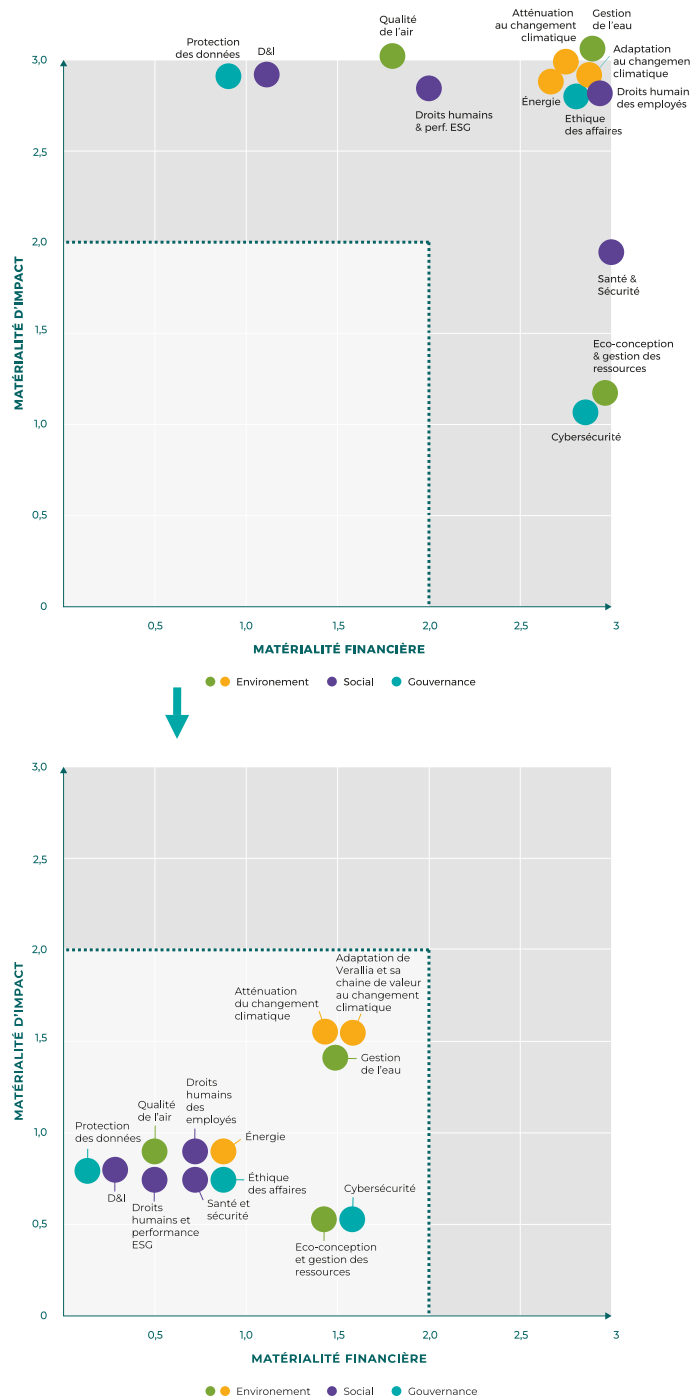 Atténuation
au changement
climatique
Gestion
de l'eau
Qualité
de l'air
Protection
des données
D&I
Adaptation
au changement
climatique
Énergie
Droits humain
des employés
Droits humains
& perf. ESG
Ethique
des affaires
3,0
2,5
2,0
1,5
1,0
0,5
0
MATÉRIALITÉ D'IMPACT
Santé &
Sécurité
Eco-conception
& gestion des
ressources
Cybersécurité
0,5
1,0
1,5
2,0
2,5
3
MATÉRIALITÉ FINANCIÈRE
Environement
Social
Gouvernance
3,0
2,5
2,0
1,5
1,0
0,5
0
MATÉRIALITÉ D'IMPACT
Adaptation de
Verallia et sa
chaine de valeur
au changement
climatique
Atténuation
du changement
climatique
Gestion
de l'eau
Droits
humains
des
employés
Qualité
de l'air
Protection
des données
Énergie
Éthique
des affaires
D&I
Droits
humains et
performance
ESG
Santé et
sécurité
Cybersécurité
Eco-conception
et gestion des
ressources
0,5
1,0
1,5
2,0
2,5
3
MATÉRIALITÉ FINANCIÈRE
Environement
Social
Gouvernance